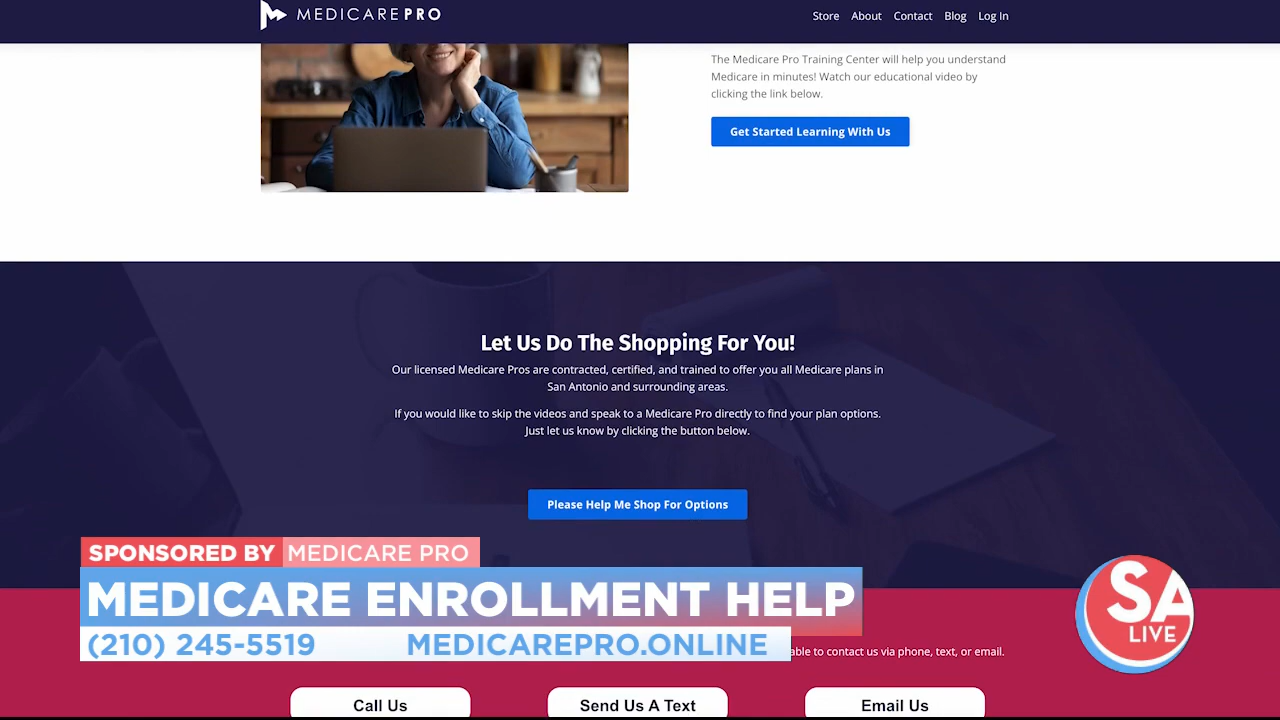 MEDICAREPRO
Store About Contact Blog Log In
The Medicare Pro Training Center will help you understand
Medicare in minutes! Watch our educational video by
clicking the link below.
Get Started Learning With Us
Let Us Do The Shopping For You!
Our licensed Medicare Pros are contracted, certified, and trained to offer you all Medicare plans in
San Antonio and surrounding areas.
If you would like to skip the videos and speak to a Medicare Pro directly to find your plan options.
Just let us know by clicking the button below.
Please Help Me Shop For Options
SPONSORED BY MEDICARE PRO
MEDICARE ENROLLMENT HELP
(210) 245-5519 MEDICAREPRO.ONLINE
SA
LIVE
to contact us via phone, text, or email.
Call Us Send Us A Text Email Us